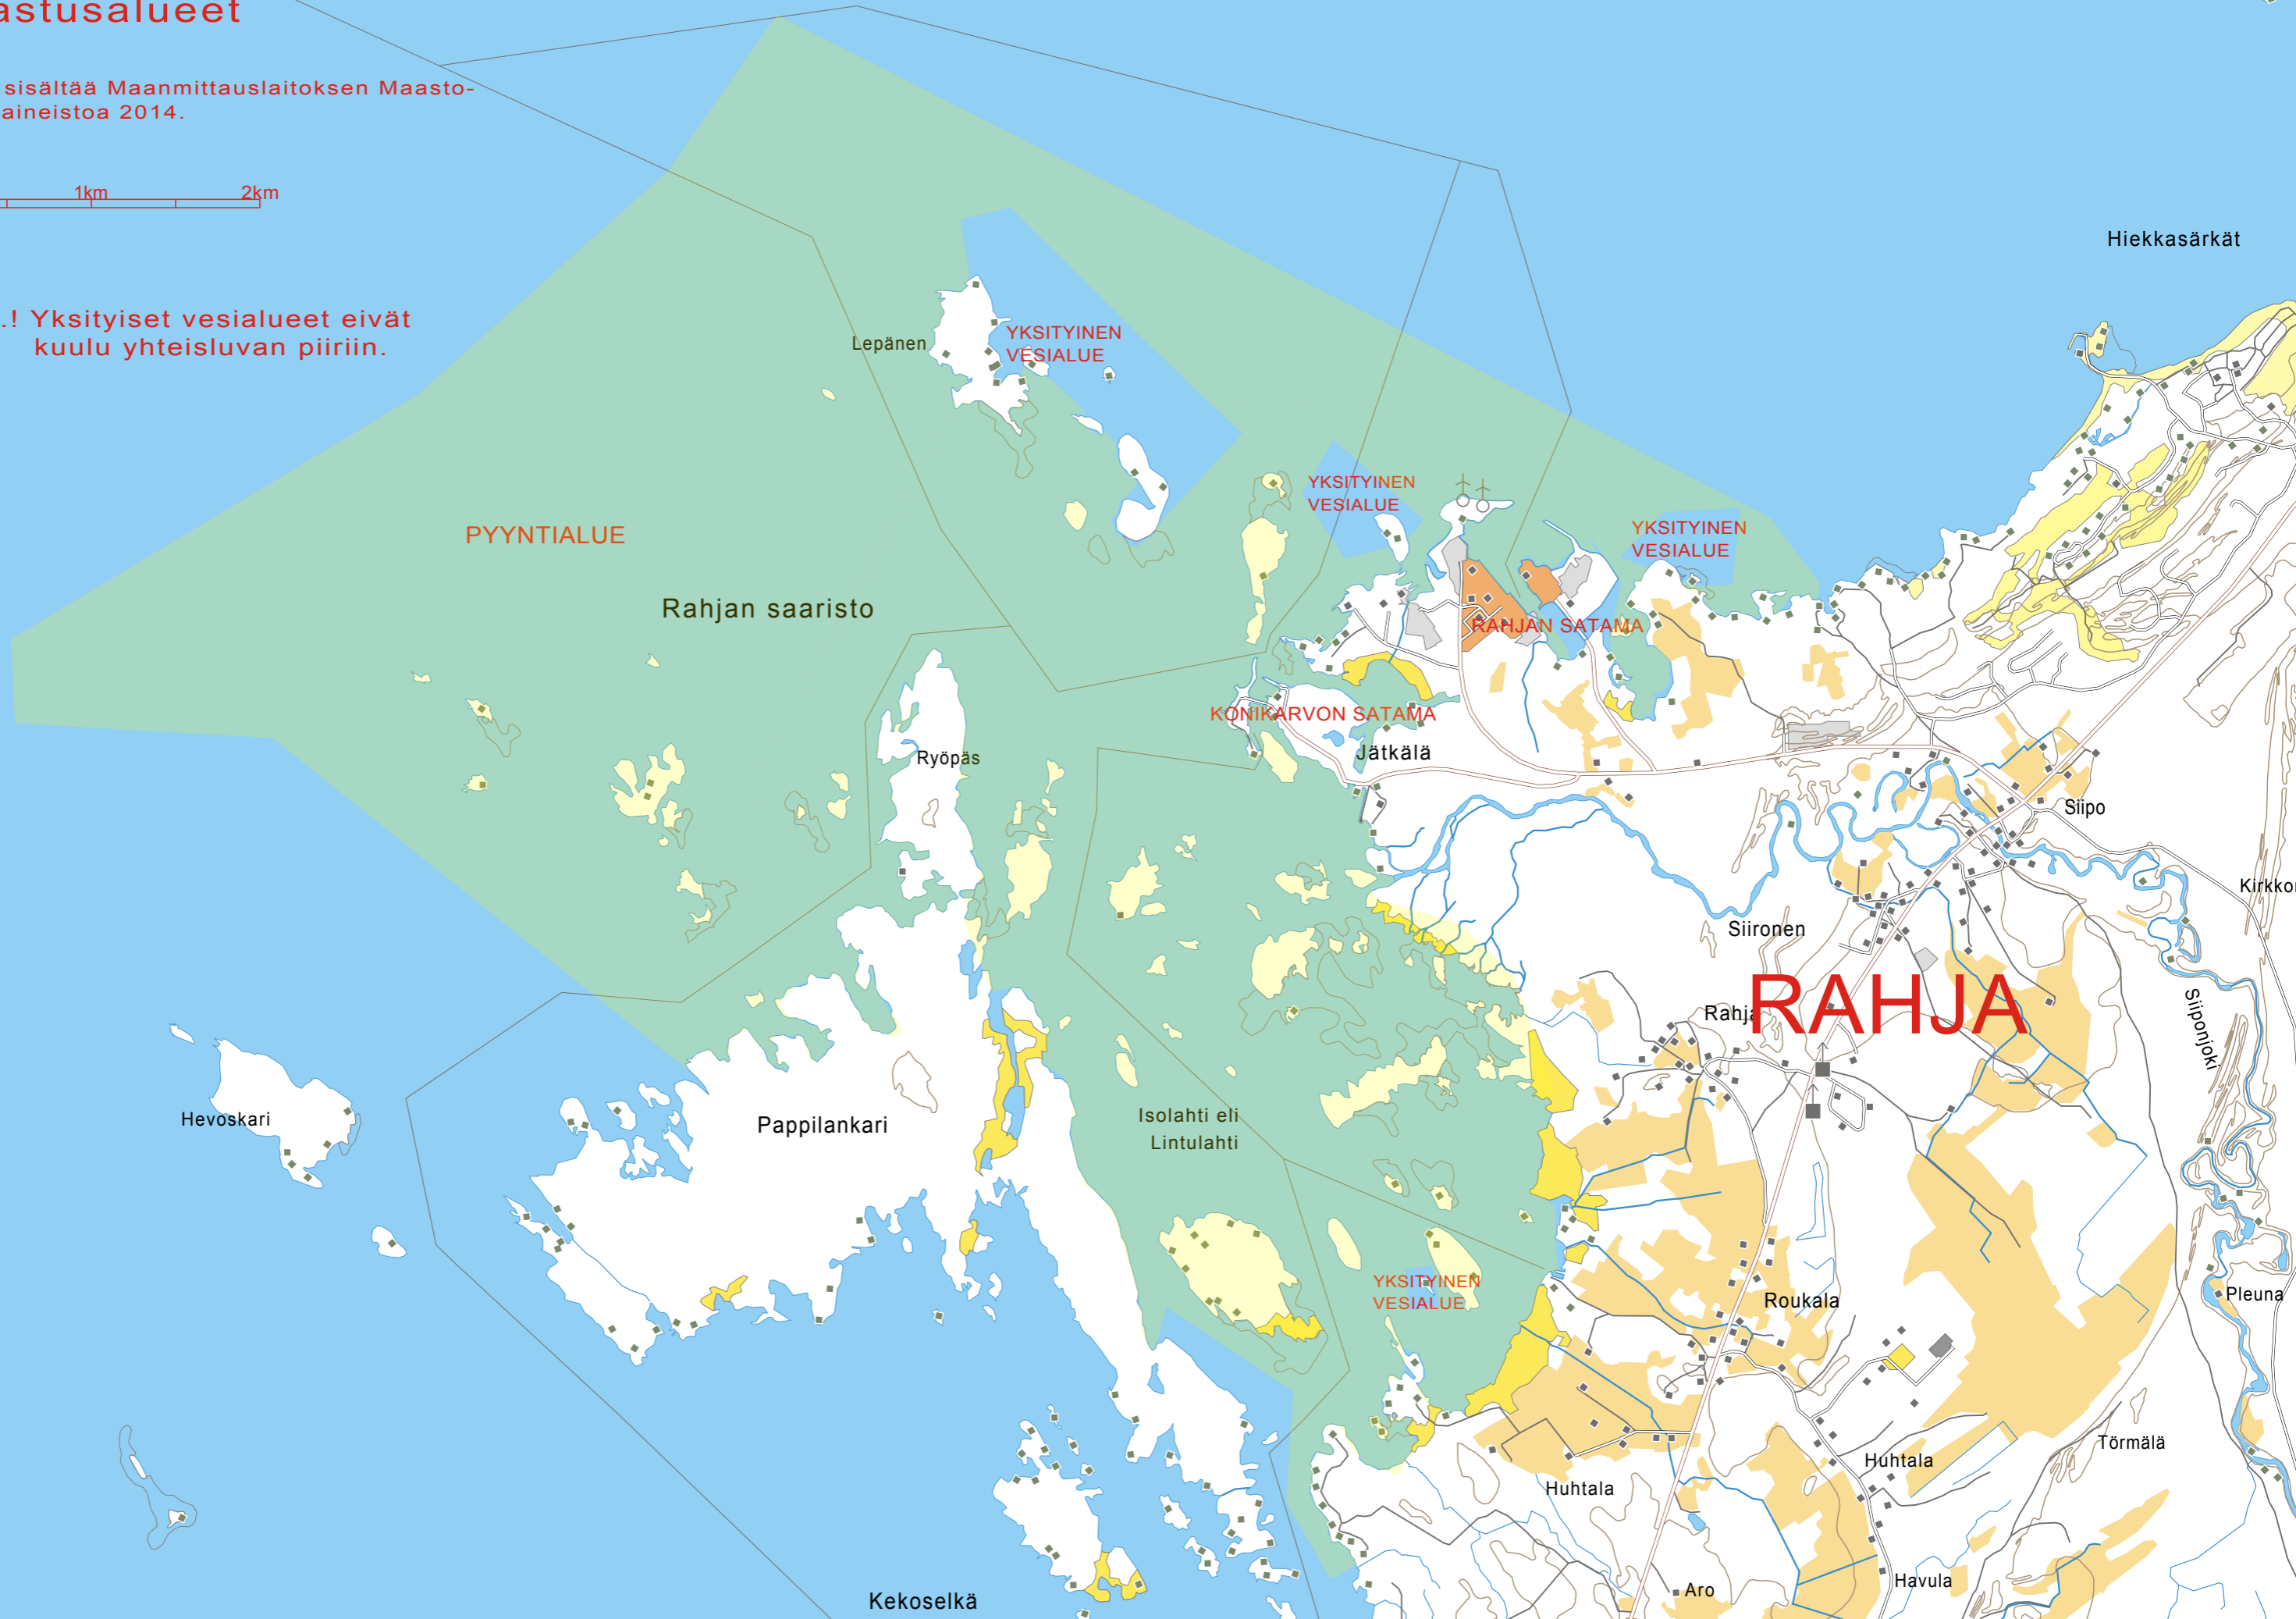 astusalueet
sisältää Maanmittauslaitoksen Maasto-
aineistoa 2014.
1km 2km
Hiekkasärkät
.! Yksityiset vesialueet eivät
kuulu yhteisluvan piiriin.
Lepänen
YKSITYINEN
VESIALUE
YKSITYINEN
VESIALUE
YKSITYINEN
VESIALUE
PYYNTIALUE
Rahjan saaristo
RAHJAN SATAMA
KONIKARVON SATAMA
Jätkälä
Ryöpäs
Siipo
Kirkko
Siironen
RAHJA
Rahja
Siiponjoki
Hevoskari
Pappilankari
Isolahti eli
Lintulahti
YKSITYINEN
VESIALUE
Roukala
Pleuna
Törmälä
Huhtala
Huhtala
Aro
Havula
Kekoselkä